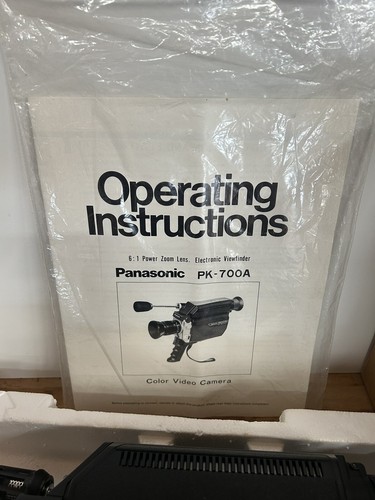 Operating
Instructions
6:1 Power Zoom Lens, Electronic Viewfinder
Panasonic PK-700A
Color Video Camera